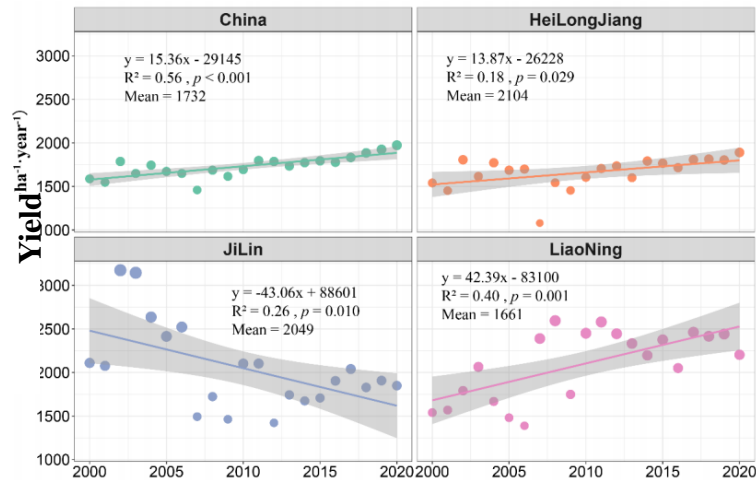 China
HeiLongJiang
y = 15.36x - 29145
R² = 0.56 , p < 0.001
Mean = 1732
y = 13.87x - 26228
R² = 0.18 , p = 0.029
Mean = 2104
3000
2500
2000
1500
1000
Yield ha⁻¹·year⁻¹)
JiLin
LiaoNing
y = -43.06x + 88601
R² = 0.26 , p = 0.010
Mean = 2049
y = 42.39x - 83100
R² = 0.40 , p = 0.001
Mean = 1661
3000
2500
2000
1500
1000
2000 2005 2010 2015 2020
2000 2005 2010 2015 2020